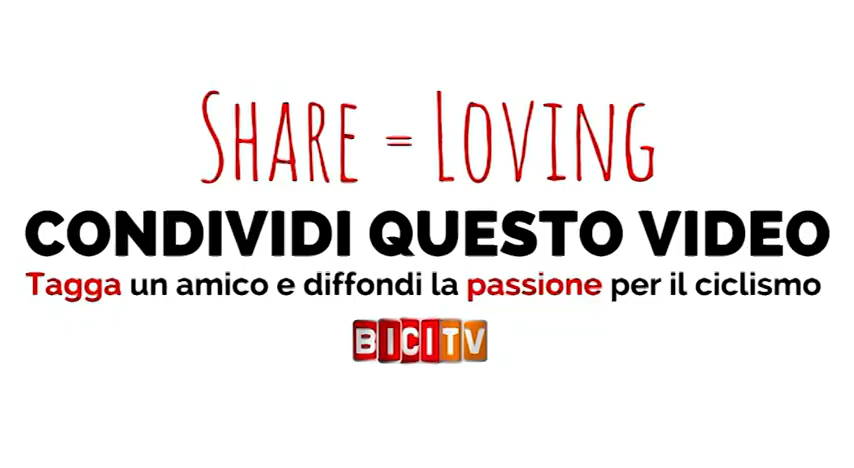 SHARE = LOVING
CONDIVIDI QUESTO VIDEO
Tagga un amico e diffondi la passione per il ciclismo
BICITV